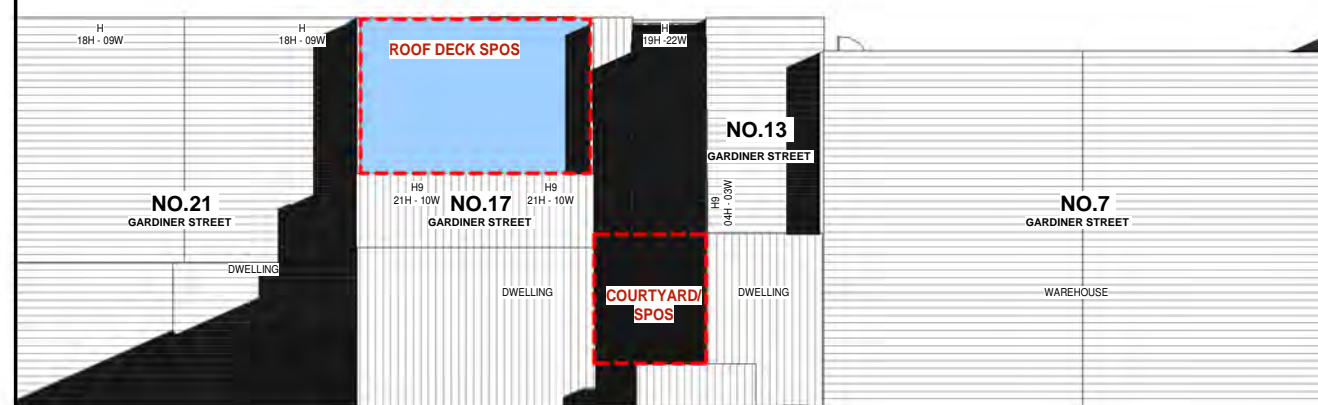 H
18H - 09W
H
18H - 09W
ROOF DECK SPOS
H
19H -22W
NO.13
GARDINER STREET
H9
21H - 10W
H9
21H - 10W
H9
04H - 03W
NO.21
GARDINER STREET
NO.17
GARDINER STREET
NO.7
GARDINER STREET
DWELLING
DWELLING
COURTYARD/
SPOS
DWELLING
WAREHOUSE